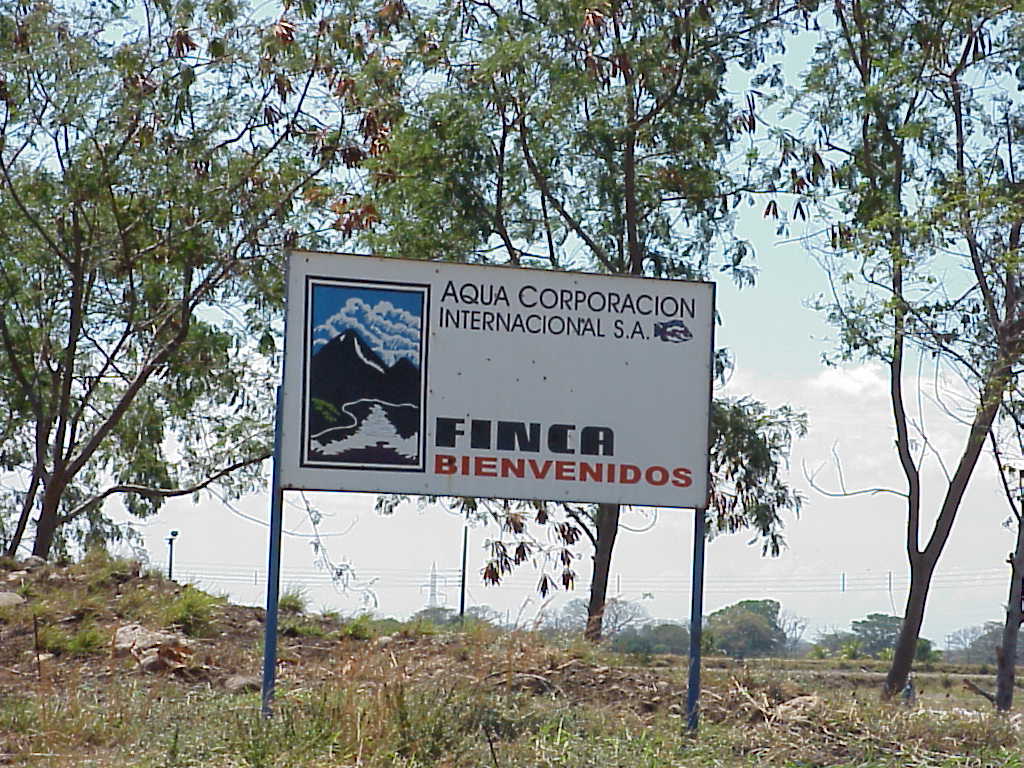 AQUA CORPORACION
INTERNACIONAL S.A.
FINCA
BIENVENIDOS